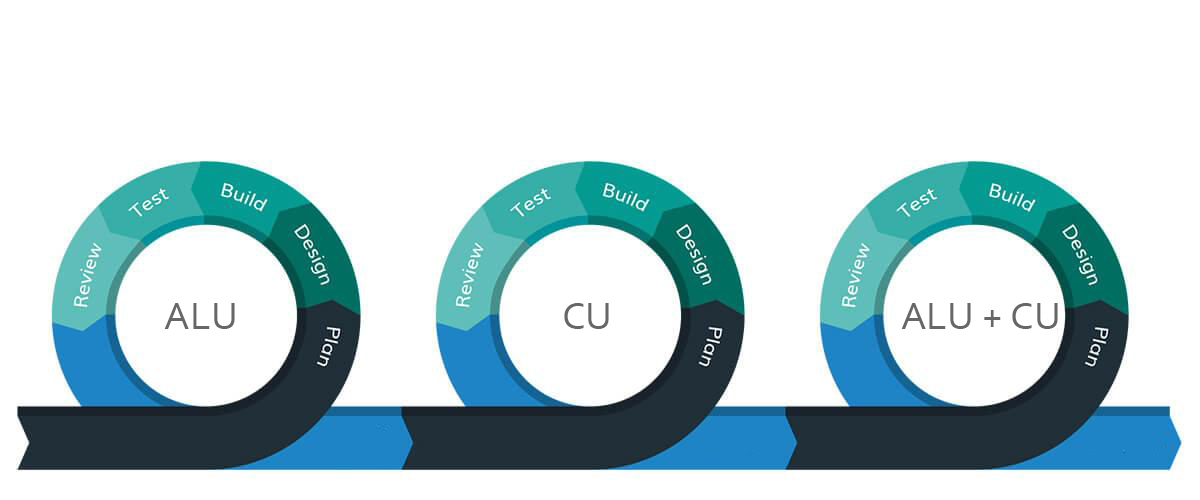 Review
Test
Build
Design
Plan
ALU
Review
Test
Build
Design
Plan
CU
Review
Test
Build
Design
Plan
ALU + CU